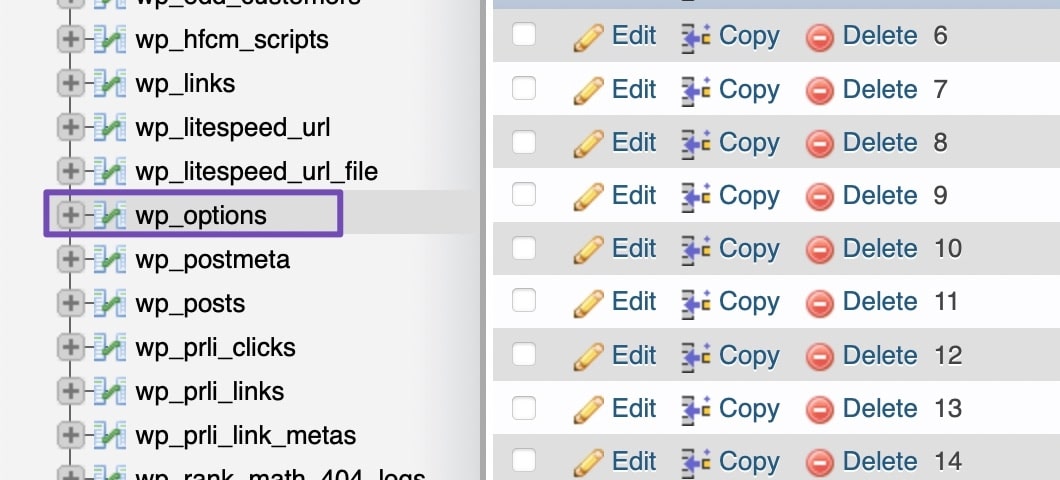 wp_edd_customers
wp_hfcm_scripts
wp_links
wp_litespeed_url
wp_litespeed_url_file
wp_options
wp_postmeta
wp_posts
wp_prli_clicks
wp_prli_links
wp_prli_link_metas
wp_rank_math_404_logs
Edit Copy Delete 6
Edit Copy Delete 7
Edit Copy Delete 8
Edit Copy Delete 9
Edit Copy Delete 10
Edit Copy Delete 11
Edit Copy Delete 12
Edit Copy Delete 13
Edit Copy Delete 14